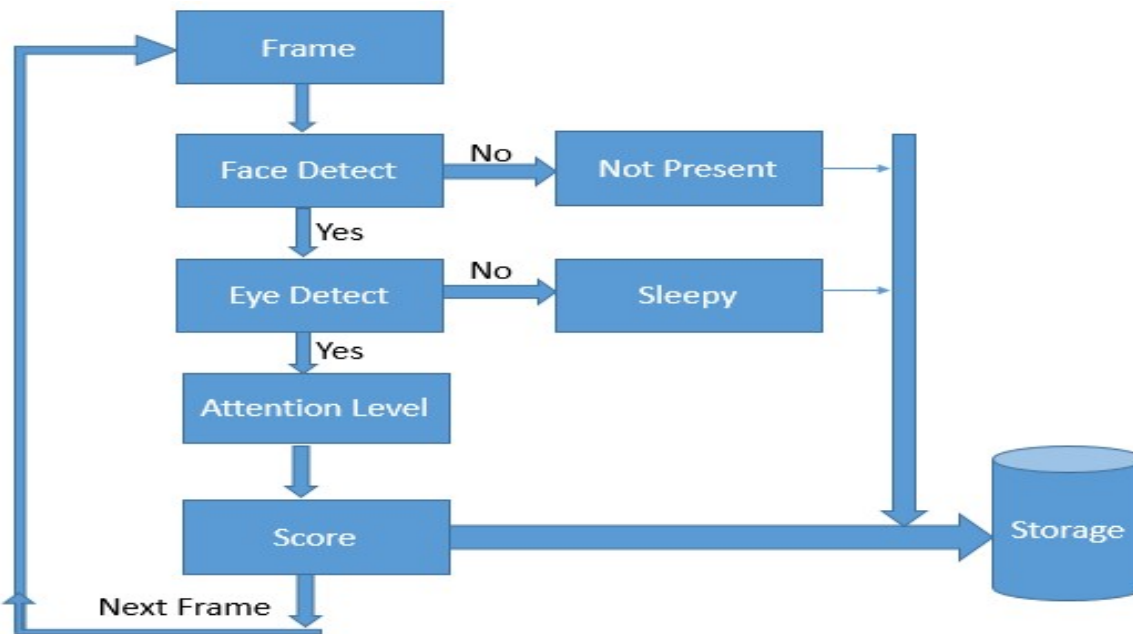 Frame
Face Detect
No
Not Present
Yes
Eye Detect
No
Sleepy
Yes
Attention Level
Score
Storage
Next Frame